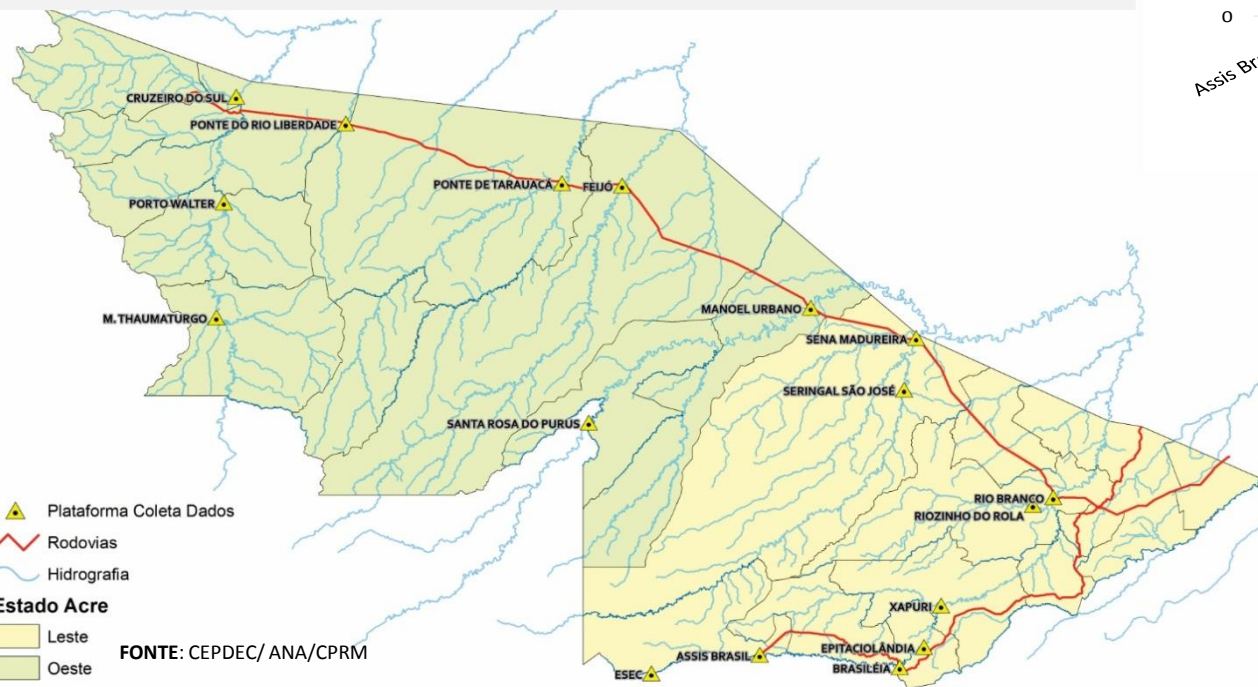 O
Assis Bra
CRUZEIRO DO SUL
PONTE DO RIO LIBERDADE
PONTE DE TARAUACÁ
FEIJÓ
PORTO WALTER
M. THAUMATURGO
MANOEL URBANO
SENA MADUREIRA
SERINGAL SÃO JOSÉ
SANTA ROSA DO PURUS
RIO BRANCO
RIOZINHO DO ROLA
XAPURI
EPITACIOLÂNDIA
ASSIS BRASIL
BRASILÉIA
ESEC
Plataforma Coleta Dados
Rodovias
Hidrografia
Estado Acre
Leste
Oeste
FONTE: CEPDEC/ ANA/CPRM